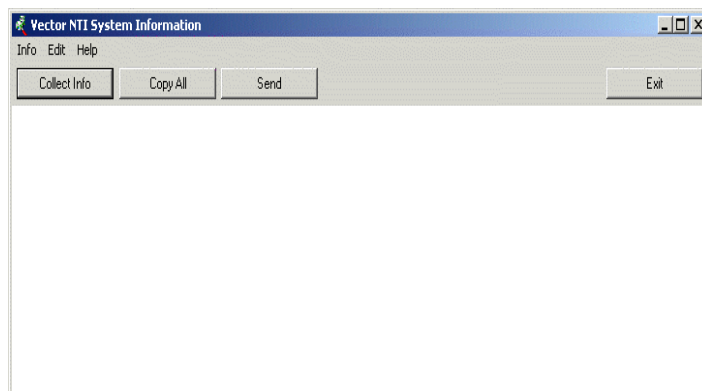 Vector NTI System Information
Info Edit Help
Collect Info Copy All Send Exit